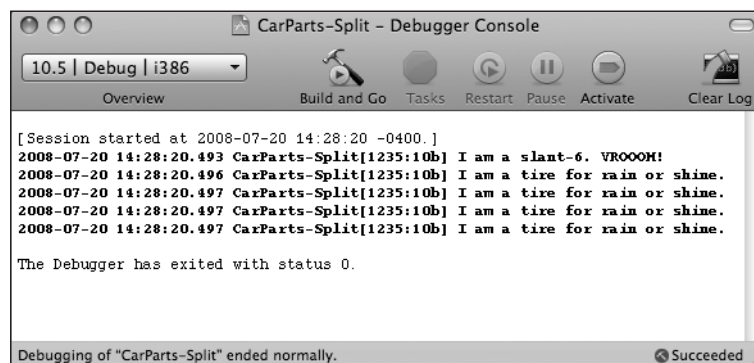 CarParts-Split – Debugger Console
10.5 | Debug | i386
Overview
Build and Go
Tasks
Restart
Pause
Activate
Clear Log
[Session started at 2008-07-20 14:28:20 -0400.]
2008-07-20 14:28:20.493 CarParts-Split[1235:10b] I am a slant-6. VROOOM!
2008-07-20 14:28:20.496 CarParts-Split[1235:10b] I am a tire for rain or shine.
2008-07-20 14:28:20.497 CarParts-Split[1235:10b] I am a tire for rain or shine.
2008-07-20 14:28:20.497 CarParts-Split[1235:10b] I am a tire for rain or shine.
2008-07-20 14:28:20.497 CarParts-Split[1235:10b] I am a tire for rain or shine.
The Debugger has exited with status 0.
Debugging of "CarParts-Split" ended normally.
Succeeded